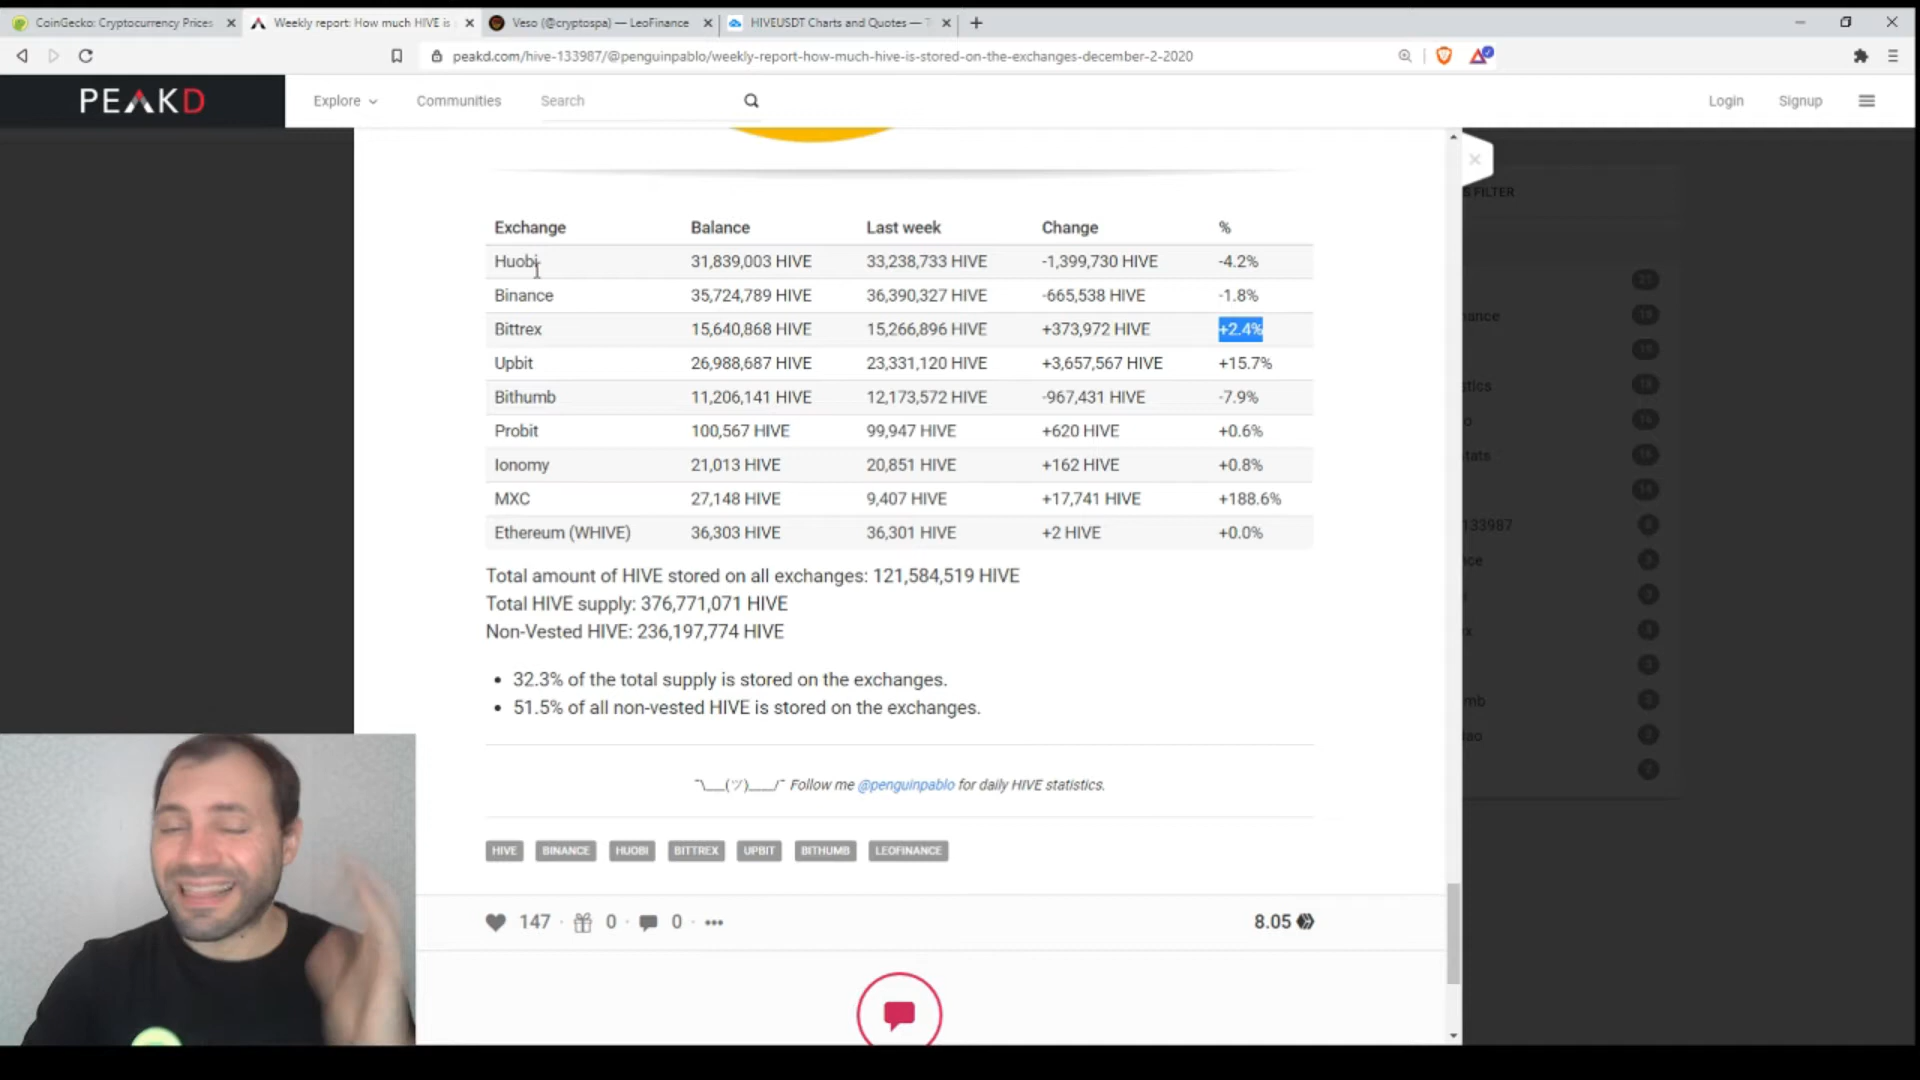 CoinGecko: Cryptocurrency Prices
Weekly report: How much HIVE is
Veso (@cryptospa) — LeoFinance
HIVEUSDT Charts and Quotes —
peakd.com/hive-133987/@penguinpablo/weekly-report-how-much-hive-is-stored-on-the-exchanges-december-2-2020
PEAKD Explore Communities Search Login Signup
S FILTER
Exchange Balance Last week Change %
Huobi 31,839,003 HIVE 33,238,733 HIVE -1,399,730 HIVE -4.2%
Binance 35,724,789 HIVE 36,390,327 HIVE -665,538 HIVE -1.8%
Bittrex 15,640,868 HIVE 15,266,896 HIVE +373,972 HIVE +2.4%
Upbit 26,988,687 HIVE 23,331,120 HIVE +3,657,567 HIVE +15.7%
Bithumb 11,206,141 HIVE 12,173,572 HIVE -967,431 HIVE -7.9%
Probit 100,567 HIVE 99,947 HIVE +620 HIVE +0.6%
Ionomy 21,013 HIVE 20,851 HIVE +162 HIVE +0.8%
MXC 27,148 HIVE 9,407 HIVE +17,741 HIVE +188.6%
Ethereum (WHIVE) 36,303 HIVE 36,301 HIVE +2 HIVE +0.0%
Total amount of HIVE stored on all exchanges: 121,584,519 HIVE
Total HIVE supply: 376,771,071 HIVE
Non-Vested HIVE: 236,197,774 HIVE
• 32.3% of the total supply is stored on the exchanges.
• 51.5% of all non-vested HIVE is stored on the exchanges.
¯\___(ツ)____/¯ Follow me @penguinpablo for daily HIVE statistics.
HIVE BINANCE HUOBI BITTREX UPBIT BITHUMB LEOFINANCE
147 · 0 · 0 · ••• 8.05
nance
stics
tats
133987